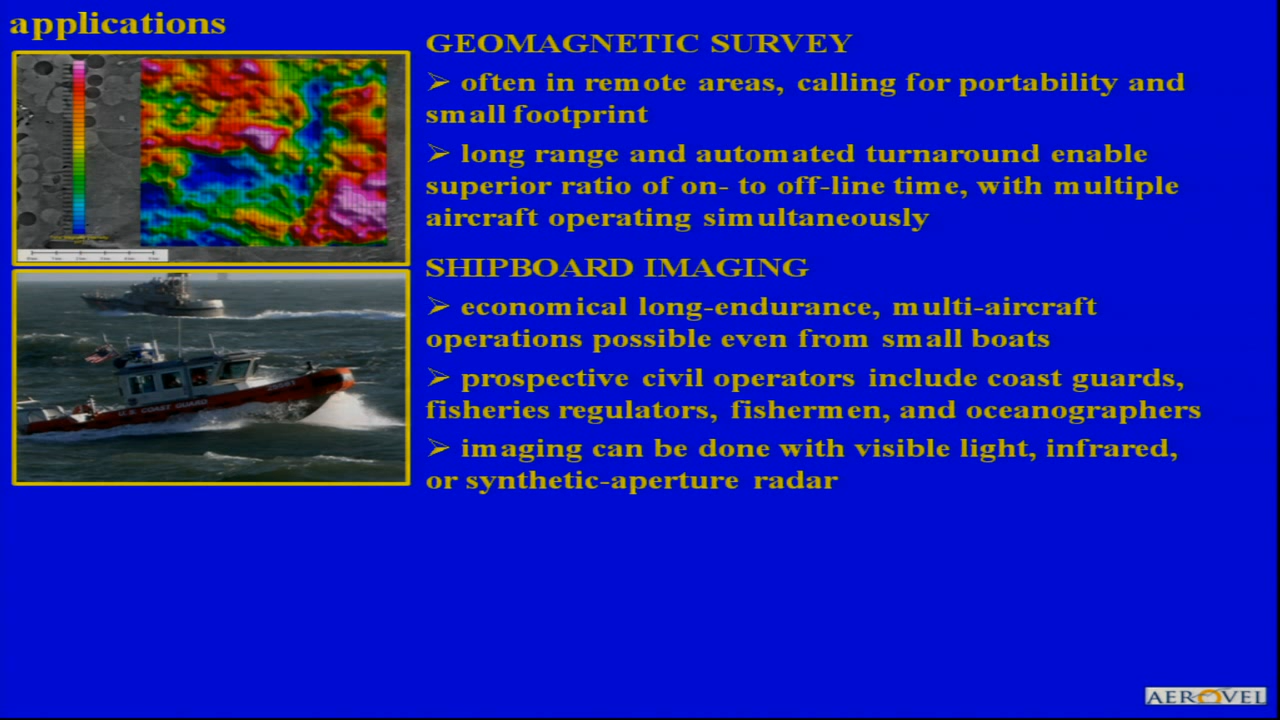 applications
GEOMAGNETIC SURVEY
➢ often in remote areas, calling for portability and
small footprint
➢ long range and automated turnaround enable
superior ratio of on- to off-line time, with multiple
aircraft operating simultaneously
SHIPBOARD IMAGING
➢ economical long-endurance, multi-aircraft
operations possible even from small boats
➢ prospective civil operators include coast guards,
fisheries regulators, fishermen, and oceanographers
➢ imaging can be done with visible light, infrared,
or synthetic-aperture radar
U.S. COAST GUARD
AEROVEL